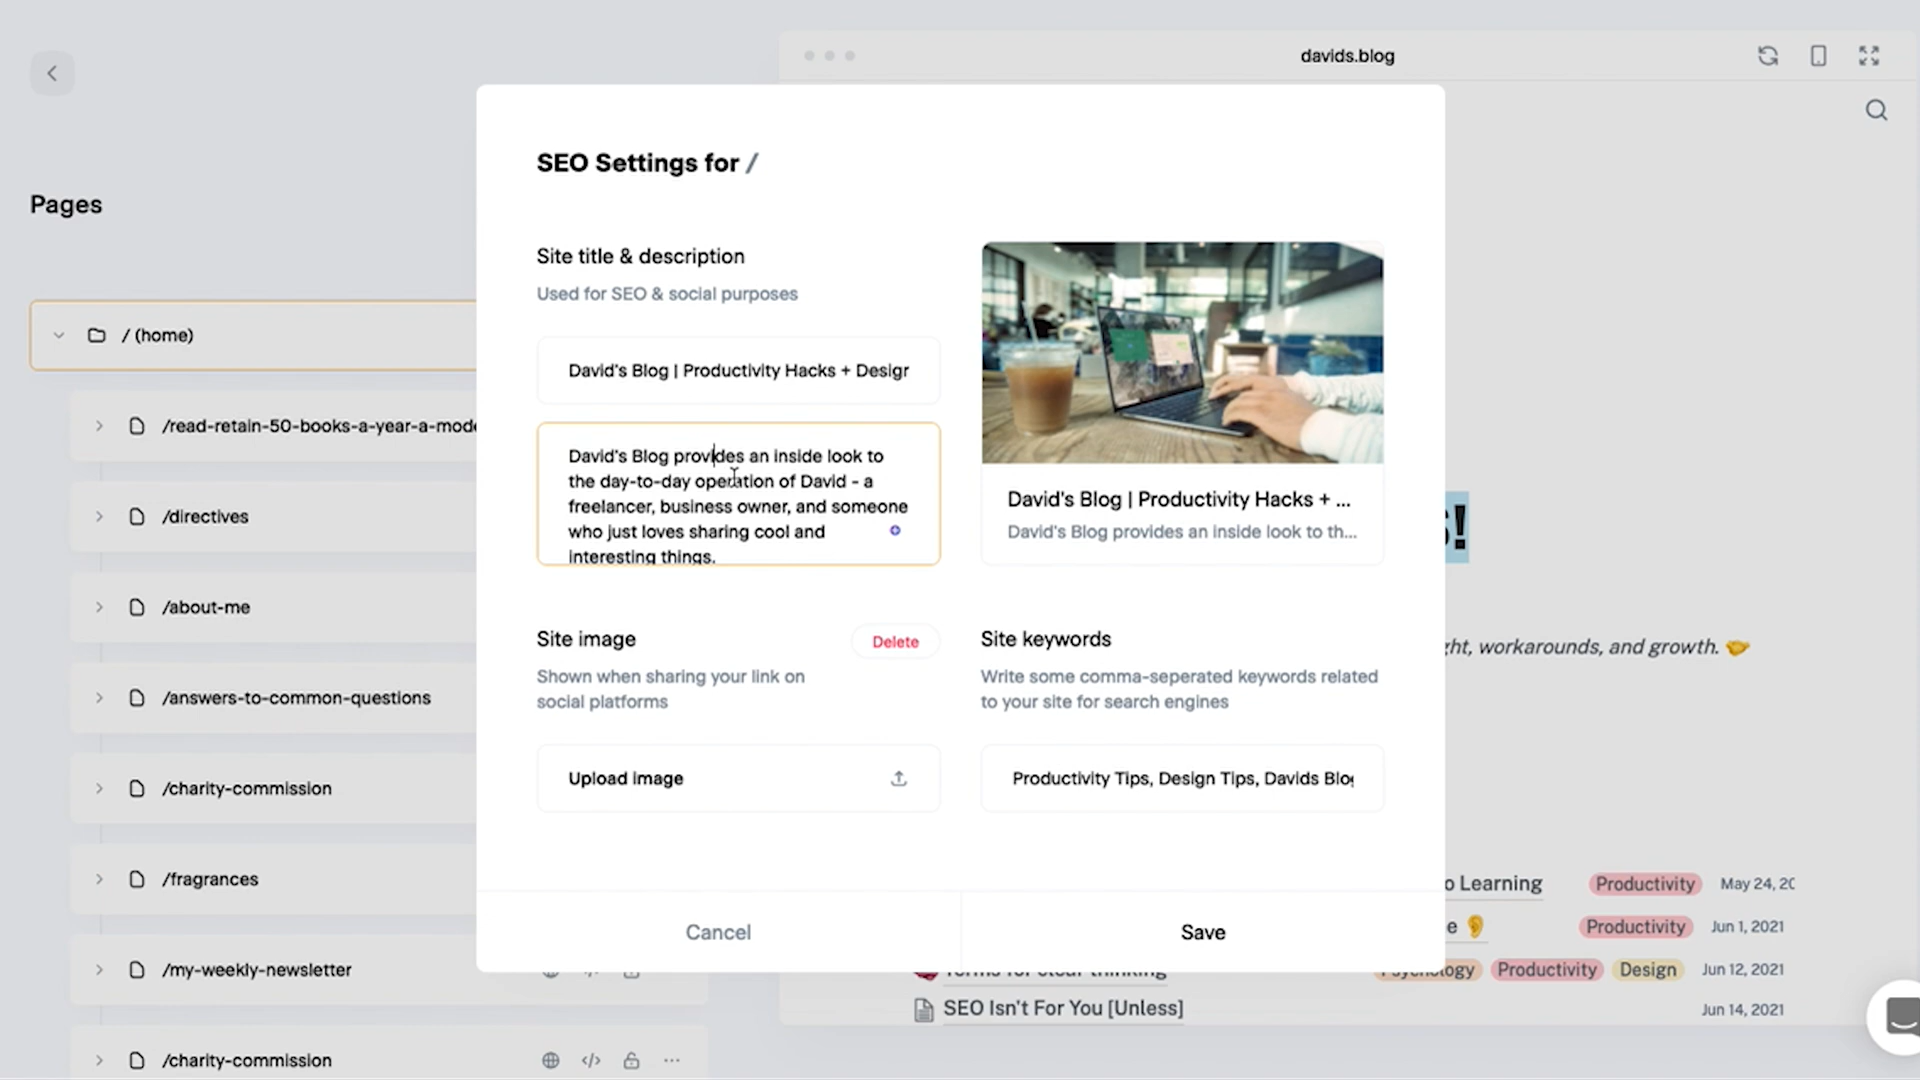 davids.blog
Pages
/ (home)
/read-retain-50-books-a-year-a-mode
/directives
/about-me
/answers-to-common-questions
/charity-commission
/fragrances
/my-weekly-newsletter
/charity-commission
SEO Settings for /
Site title & description
Used for SEO & social purposes
David's Blog | Productivity Hacks + Design
David's Blog provides an inside look to
the day-to-day operation of David - a
freelancer, business owner, and someone
who just loves sharing cool and
interesting things.
David's Blog | Productivity Hacks + ...
David's Blog provides an inside look to th...
Site image
Delete
Shown when sharing your link on
social platforms
Upload image
Site keywords
Write some comma-seperated keywords related
to your site for search engines
Productivity Tips, Design Tips, Davids Blog
Cancel
Save
s!
ght, workarounds, and growth.
o Learning Productivity May 24, 20
e Productivity Jun 1, 2021
Terms for clear thinking Psychology Productivity Design Jun 12, 2021
SEO Isn't For You [Unless] Jun 14, 2021